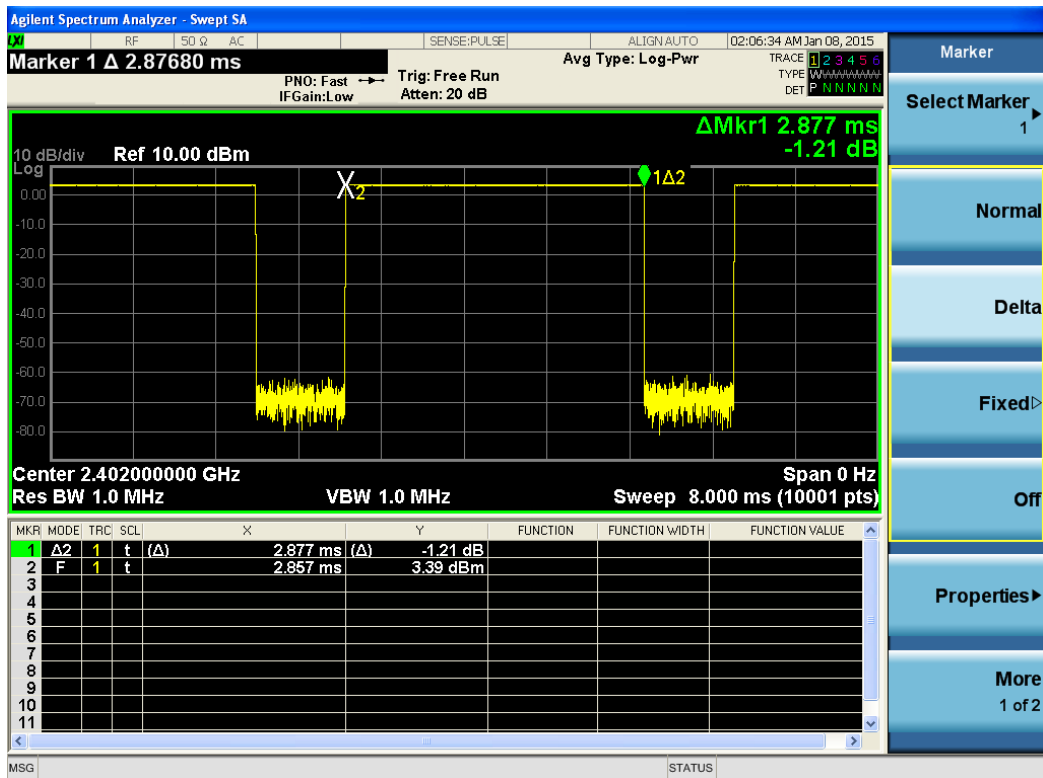 Agilent Spectrum Analyzer - Swept SA
LXI RF 50 Ω AC SENSE:PULSE ALIGN AUTO 02:06:34 AM Jan 08, 2015
Marker 1 Δ 2.87680 ms
PNO: Fast
IFGain:Low
Trig: Free Run
Atten: 20 dB
Avg Type: Log-Pwr
TRACE 1 2 3 4 5 6
TYPE W
DET P N N N N N
ΔMkr1 2.877 ms
-1.21 dB
10 dB/div Ref 10.00 dBm
Log
0.00
-10.0
-20.0
-30.0
-40.0
-50.0
-60.0
-70.0
-80.0
X2
1Δ2
Center 2.402000000 GHz Span 0 Hz
Res BW 1.0 MHz VBW 1.0 MHz Sweep 8.000 ms (10001 pts)
MKR MODE TRC SCL X Y FUNCTION FUNCTION WIDTH FUNCTION VALUE
1 Δ2 1 t (Δ) 2.877 ms (Δ) -1.21 dB
2 F 1 t 2.857 ms 3.39 dBm
3
4
5
6
7
8
9
10
11
MSG STATUS
Marker
Select Marker
1
Normal
Delta
Fixed
Off
Properties
More
1 of 2